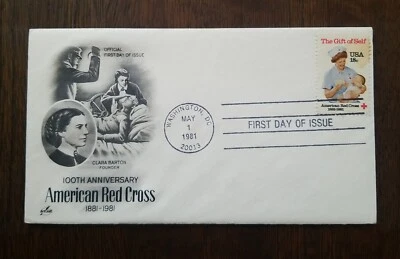 OFFICIAL
FIRST DAY OF ISSUE
CLARA BARTON
FOUNDER
100TH ANNIVERSARY
American Red Cross
1881-1981
WASHINGTON, DC
MAY
1
1981
20013
FIRST DAY OF ISSUE
The Gift of Self
USA
18c
American Red Cross
1881-1981